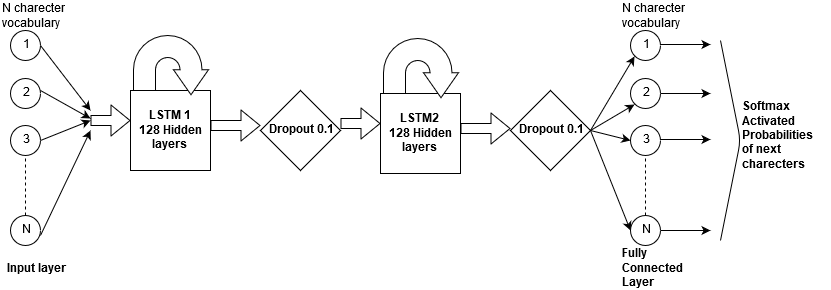 N charecter
vocabulary
1
2
3
N
Input layer
LSTM 1
128 Hidden
layers
Dropout 0.1
LSTM2
128 Hidden
layers
Dropout 0.1
N charecter
vocabulary
1
2
3
N
Fully
Connected
Layer
Softmax
Activated
Probabilities
of next
charecters